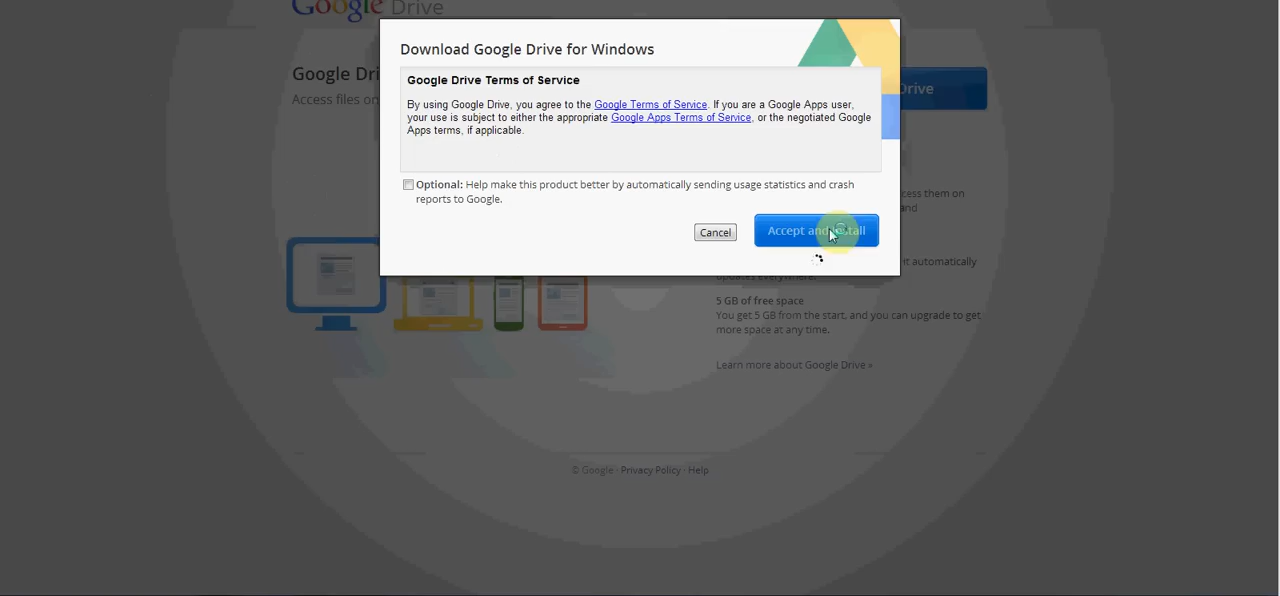 Google Drive
Download Google Drive for Windows
Google Drive Terms of Service
By using Google Drive, you agree to the Google Terms of Service. If you are a Google Apps user,
your use is subject to either the appropriate Google Apps Terms of Service, or the negotiated Google
Apps terms, if applicable.
Optional: Help make this product better by automatically sending usage statistics and crash
reports to Google.
Cancel
Accept and Install
Google Dri
Access files on
Drive
cess them on
and
it automatically
updates everywhere.
5 GB of free space
You get 5 GB from the start, and you can upgrade to get
more space at any time.
Learn more about Google Drive »
© Google · Privacy Policy · Help